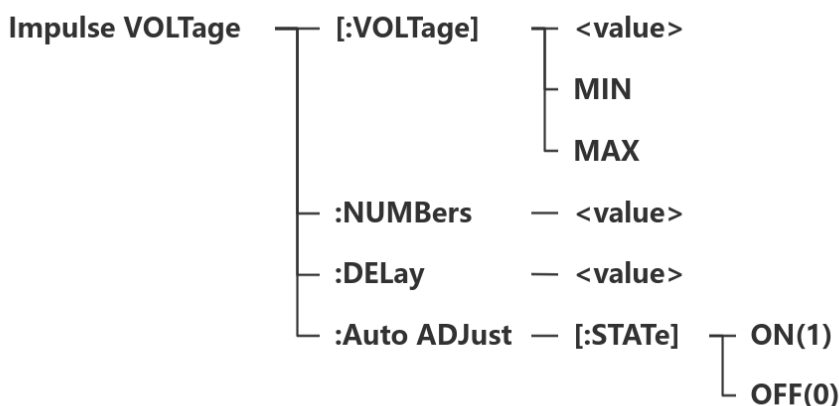 Impulse VOLTage [:VOLTage] <value>
MIN
MAX
:NUMBers <value>
:DELay <value>
:Auto ADJust [:STATe] ON(1)
OFF(0)